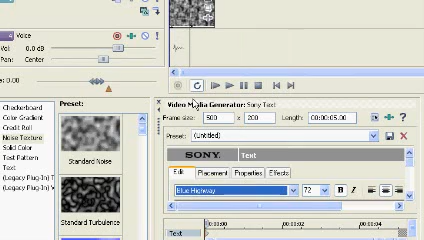 4 Voice
Vol: 0.0 dB
Pan: Center
e: 0.00
Checkerboard
Color Gradient
Credit Roll
Noise Texture
Solid Color
Test Pattern
Text
(Legacy Plug-In) T
(Legacy Plug-In) V
Preset:
Standard Noise
Standard Turbulence
Video Media Generator: Sony Text
Frame size: 500 x 200 Length: 00:00:05.00
Preset: (Untitled)
SONY Text
Edit Placement Properties Effects
Blue Highway 72 B I
00:00:00 00:00:02 00:00:04
Text